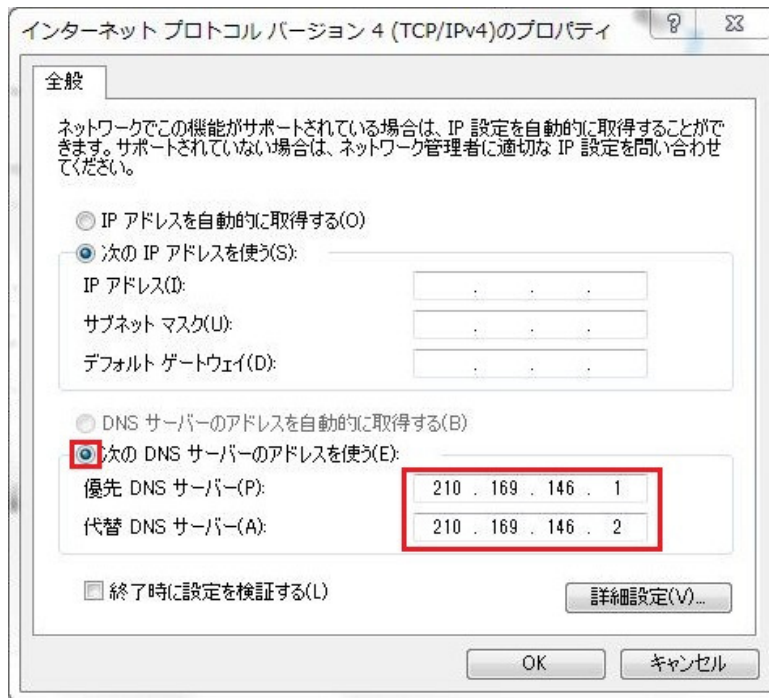 インターネット プロトコル バージョン 4 (TCP/IPv4)のプロパティ
全般
ネットワークでこの機能がサポートされている場合は、IP 設定を自動的に取得することがで
きます。サポートされていない場合は、ネットワーク管理者に適切な IP 設定を問い合わせ
てください。
IP アドレスを自動的に取得する(O)
次の IP アドレスを使う(S):
IP アドレス(I):
サブネット マスク(U):
デフォルト ゲートウェイ(D):
DNS サーバーのアドレスを自動的に取得する(B)
次の DNS サーバーのアドレスを使う(E):
優先 DNS サーバー(P): 210 . 169 . 146 . 1
代替 DNS サーバー(A): 210 . 169 . 146 . 2
終了時に設定を検証する(L) 詳細設定(V)...
OK キャンセル